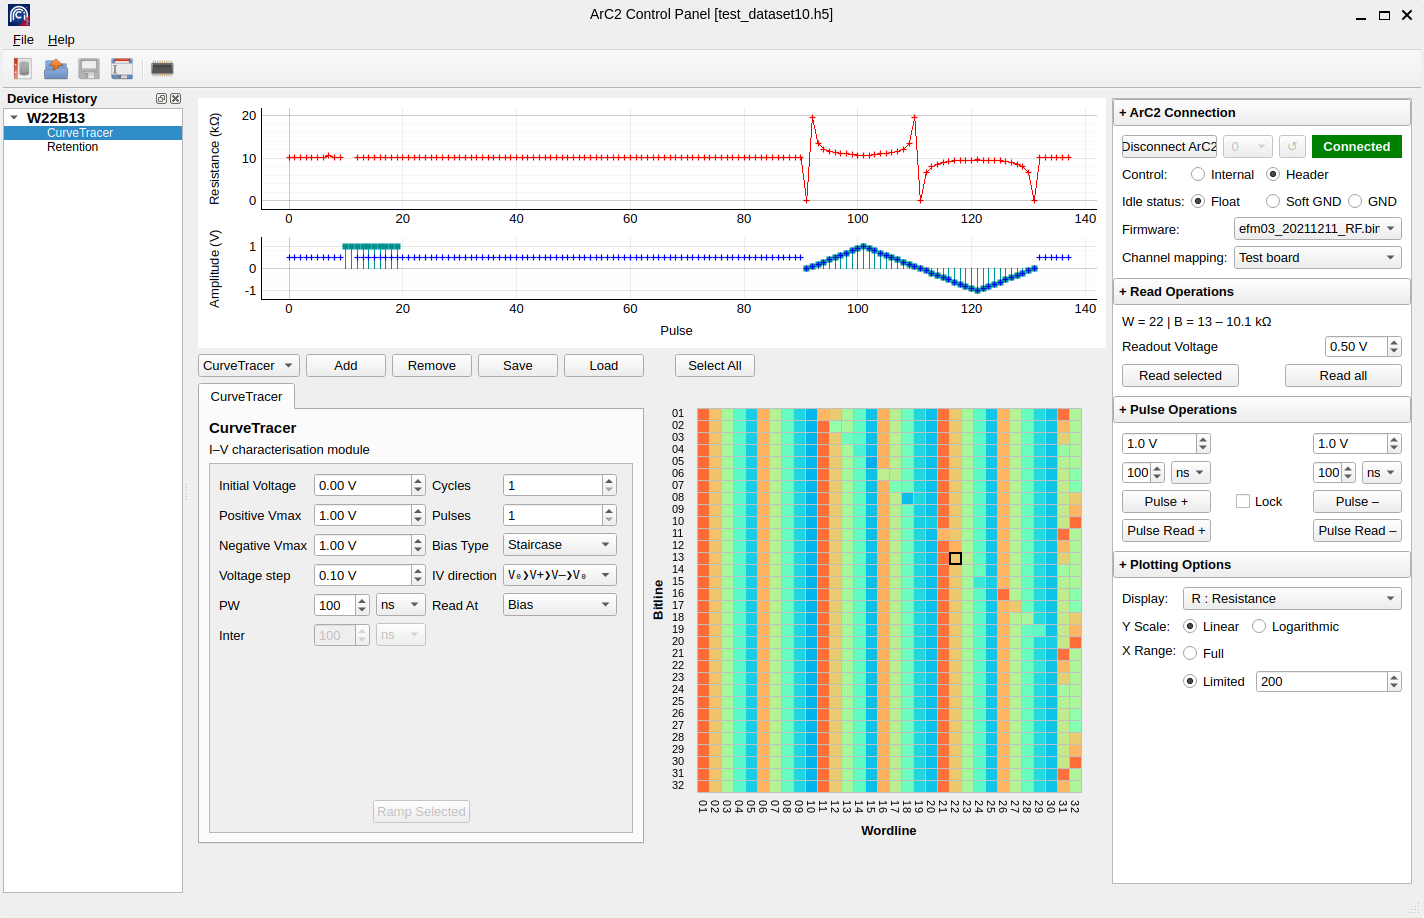 ArC2 Control Panel [test_dataset10.h5]
File Help
Device History
W22B13
CurveTracer
Retention
Resistance (kΩ)
20
10
0
0 20 40 60 80 100 120 140
Amplitude (V)
1
0
-1
0 20 40 60 80 100 120 140
Pulse
CurveTracer Add Remove Save Load Select All
CurveTracer
CurveTracer
I–V characterisation module
Initial Voltage 0.00 V Cycles 1
Positive Vmax 1.00 V Pulses 1
Negative Vmax 1.00 V Bias Type Staircase
Voltage step 0.10 V IV direction V₀❯V+❯V–❯V₀
PW 100 ns Read At Bias
Inter 100 ns
Ramp Selected
Bitline
01
02
03
04
05
06
07
08
09
10
11
12
13
14
15
16
17
18
19
20
21
22
23
24
25
26
27
28
29
30
31
32
01 02 03 04 05 06 07 08 09 10 11 12 13 14 15 16 17 18 19 20 21 22 23 24 25 26 27 28 29 30 31 32
Wordline
+ ArC2 Connection
Disconnect ArC2 0 ↺ Connected
Control: Internal Header
Idle status: Float Soft GND GND
Firmware: efm03_20211211_RF.bin
Channel mapping: Test board
+ Read Operations
W = 22 | B = 13 – 10.1 kΩ
Readout Voltage 0.50 V
Read selected Read all
+ Pulse Operations
1.0 V 1.0 V
100 ns 100 ns
Pulse + Lock Pulse –
Pulse Read + Pulse Read –
+ Plotting Options
Display: R : Resistance
Y Scale: Linear Logarithmic
X Range: Full
Limited 200